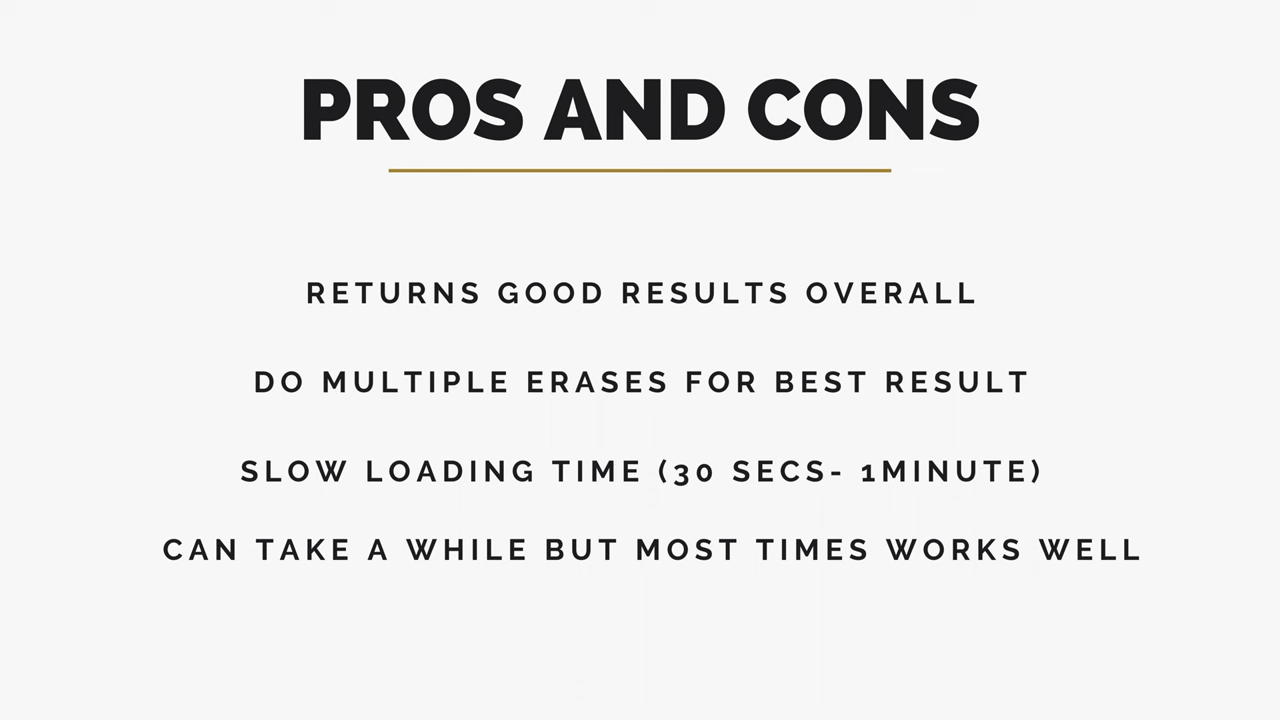 PROS AND CONS
RETURNS GOOD RESULTS OVERALL
DO MULTIPLE ERASES FOR BEST RESULT
SLOW LOADING TIME (30 SECS- 1MINUTE)
CAN TAKE A WHILE BUT MOST TIMES WORKS WELL